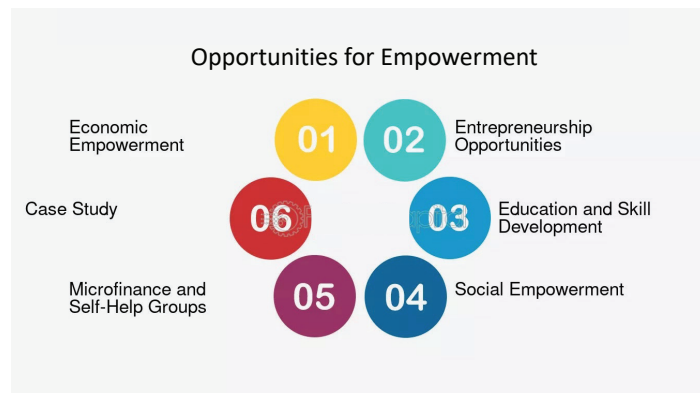 Opportunities for Empowerment
01
Economic
Empowerment
02
Entrepreneurship
Opportunities
03
Education and Skill
Development
04
Social Empowerment
05
Microfinance and
Self-Help Groups
06
Case Study